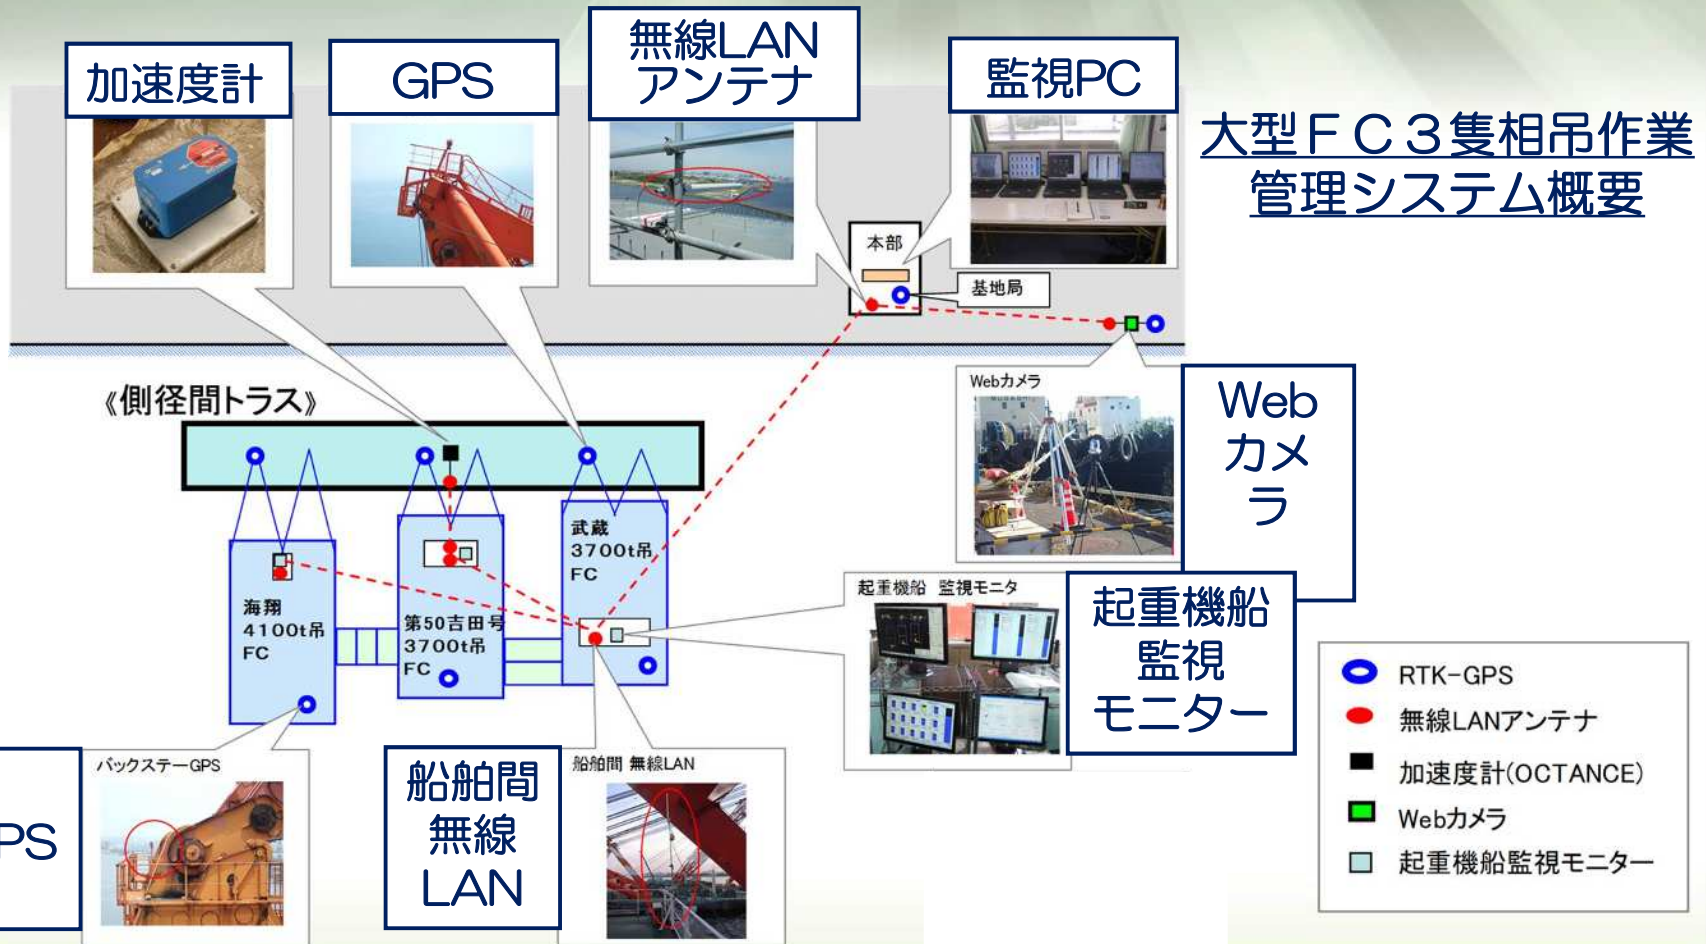 加速度計
GPS
無線LAN
アンテナ
監視PC
大型FC3隻相吊作業
管理システム概要
本部
基地局
《側径間トラス》
Webカメラ
Web
カメ
ラ
武蔵
3700t吊
FC
海翔
4100t吊
FC
第50吉田号
3700t吊
FC
起重機船 監視モニタ
起重機船
監視
モニター
RTK-GPS
無線LANアンテナ
加速度計(OCTANCE)
Webカメラ
起重機船監視モニター
PS
バックステーGPS
船舶間
無線
LAN
船舶間 無線LAN